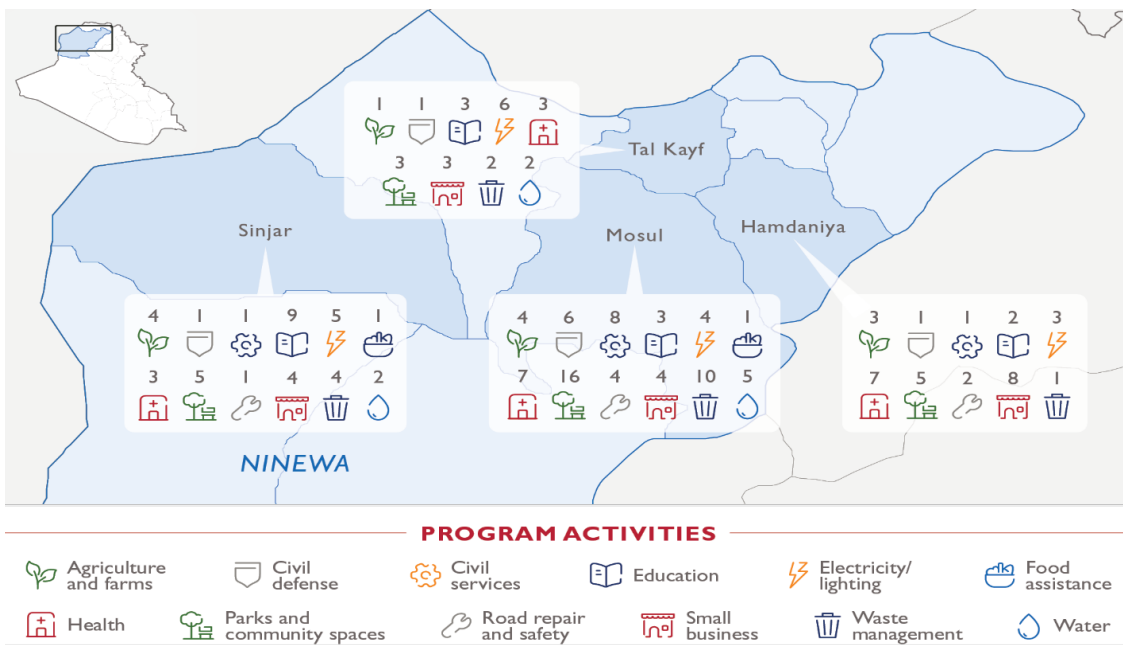 1 1 3 6 3
Tal Kayf
3 3 2 2
Sinjar
Mosul
Hamdaniya
4 1 1 9 5 1
3 5 1 4 4 2
4 6 8 3 4 1
7 16 4 4 10 5
3 1 1 2 3
7 5 2 8 1
NINEWA
PROGRAM ACTIVITIES
Agriculture
and farms
Civil
defense
Civil
services
Education
Electricity/
lighting
Food
assistance
Health
Parks and
community spaces
Road repair
and safety
Small
business
Waste
management
Water